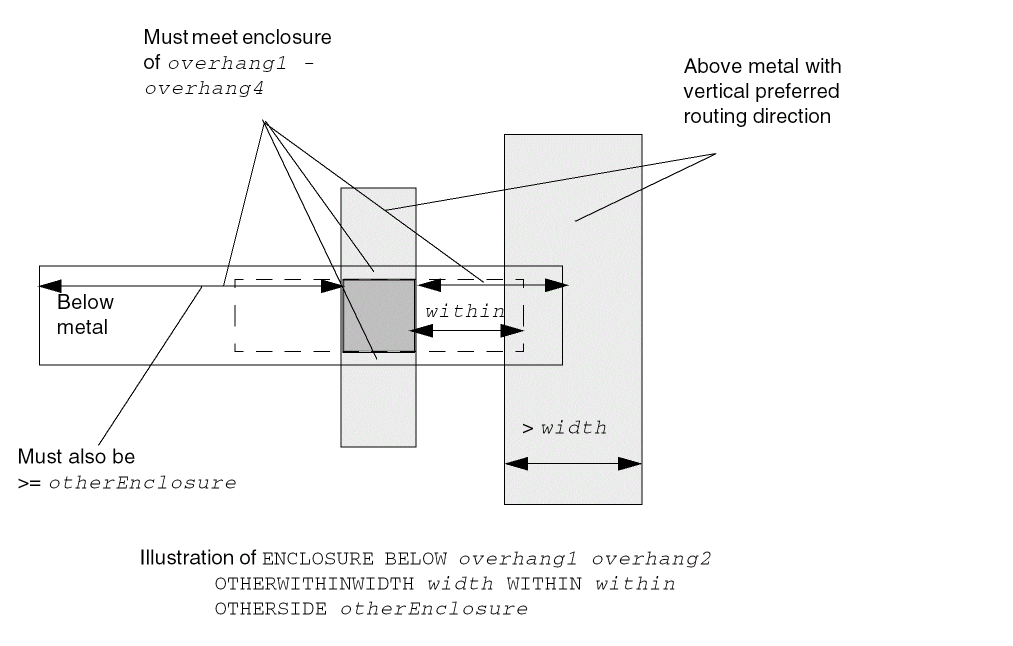 Must meet enclosure
of overhang1 -
overhang4
Above metal with
vertical preferred
routing direction
Below
metal
within
> width
Must also be
>= otherEnclosure
Illustration of ENCLOSURE BELOW overhang1 overhang2
OTHERWITHINWIDTH width WITHIN within
OTHERSIDE otherEnclosure